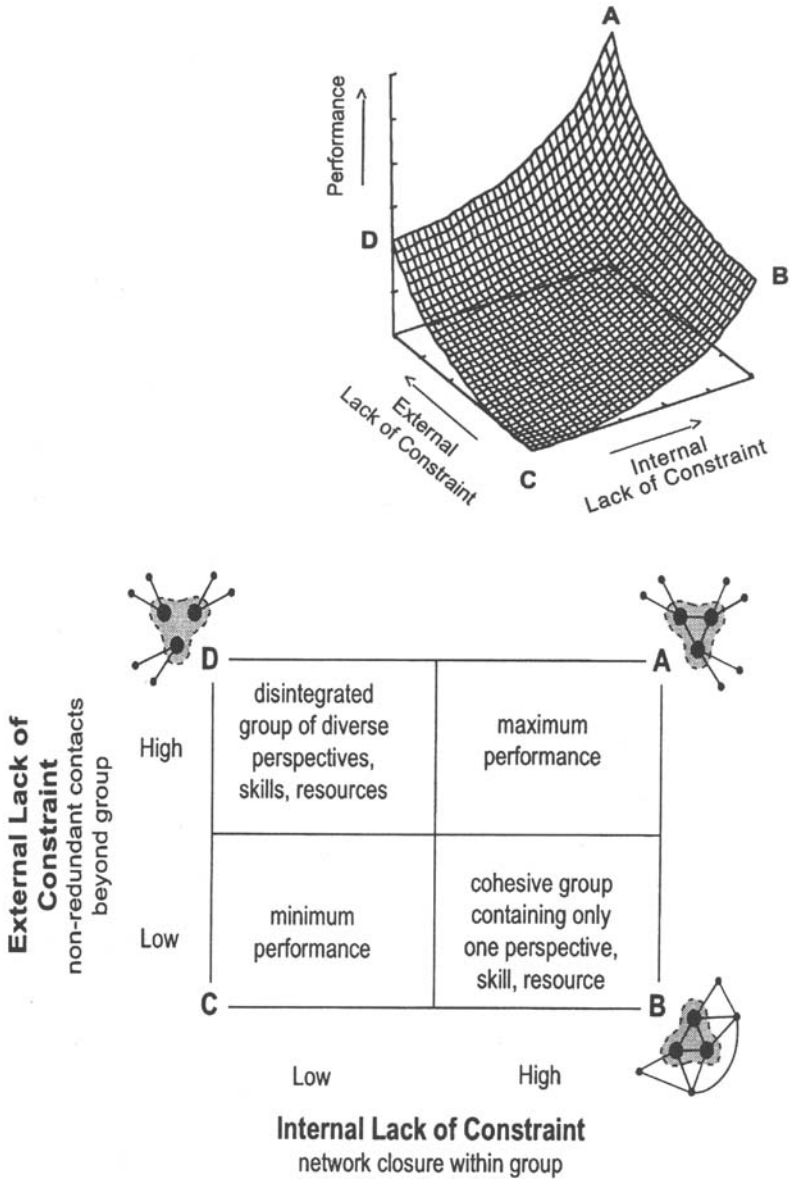 A
Performance
D
B
External
Lack of Constraint
Internal
Lack of Constraint
C
D
A
External Lack of
Constraint
non-redundant contacts
beyond group
High
disintegrated
group of diverse
perspectives,
skills, resources
maximum
performance
Low
minimum
performance
cohesive group
containing only
one perspective,
skill, resource
C
B
Low
High
Internal Lack of Constraint
network closure within group